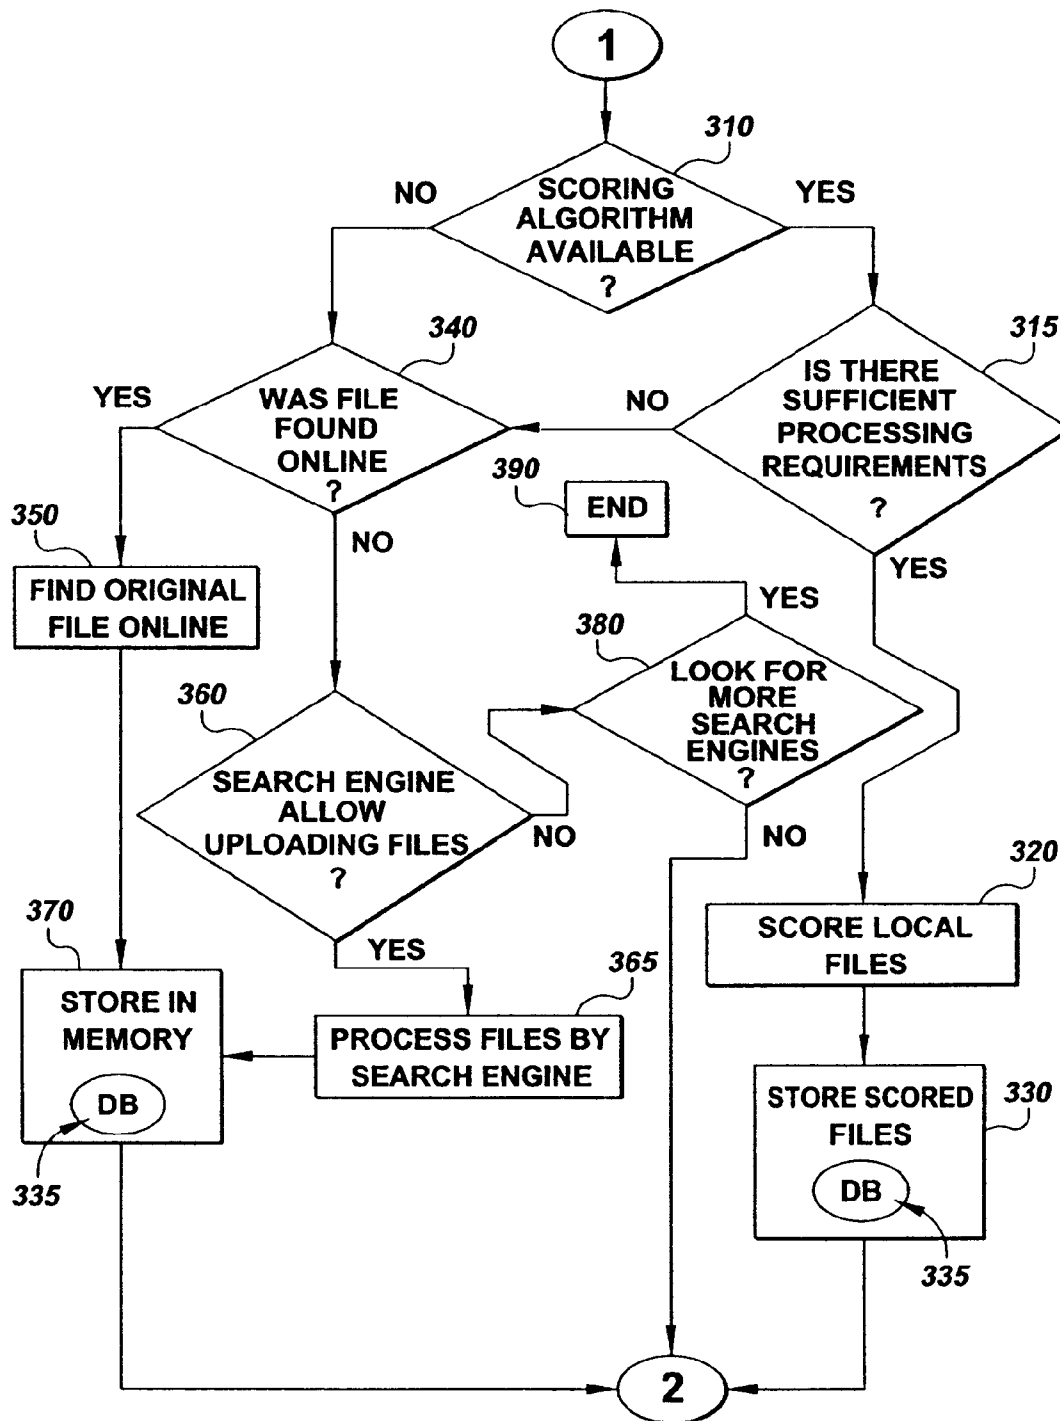 1
310
NO
YES
SCORING
ALGORITHM
AVAILABLE
?
340
315
YES
WAS FILE
FOUND
ONLINE
?
NO
IS THERE
SUFFICIENT
PROCESSING
REQUIREMENTS
?
390
END
350
NO
YES
FIND ORIGINAL
FILE ONLINE
YES
380
LOOK FOR
MORE
SEARCH
ENGINES
?
360
SEARCH ENGINE
ALLOW
UPLOADING FILES
?
NO
NO
320
SCORE LOCAL
FILES
370
YES
365
STORE IN
MEMORY
DB
335
PROCESS FILES BY
SEARCH ENGINE
STORE SCORED
FILES
330
DB
335
2